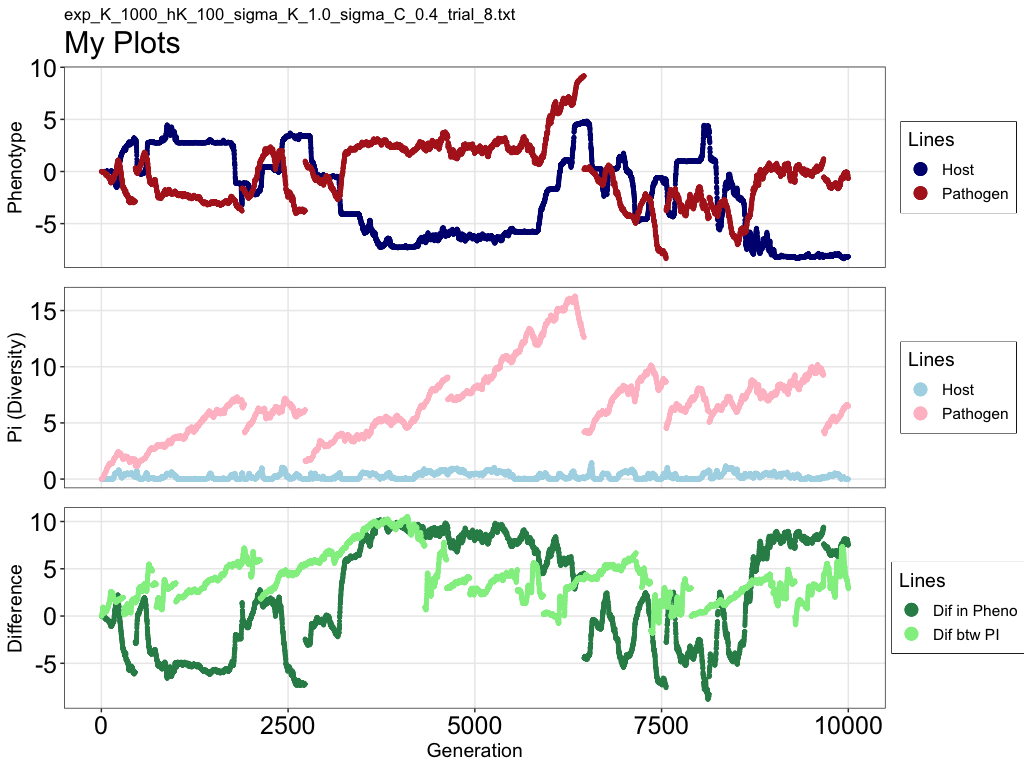 exp_K_1000_hK_100_sigma_K_1.0_sigma_C_0.4_trial_8.txt
My Plots
10
5
0
-5
Phenotype
Lines
Host
Pathogen
15
10
5
0
Pi (Diversity)
Lines
Host
Pathogen
10
5
0
-5
Difference
Lines
Dif in Pheno
Dif btw PI
0 2500 5000 7500 10000
Generation